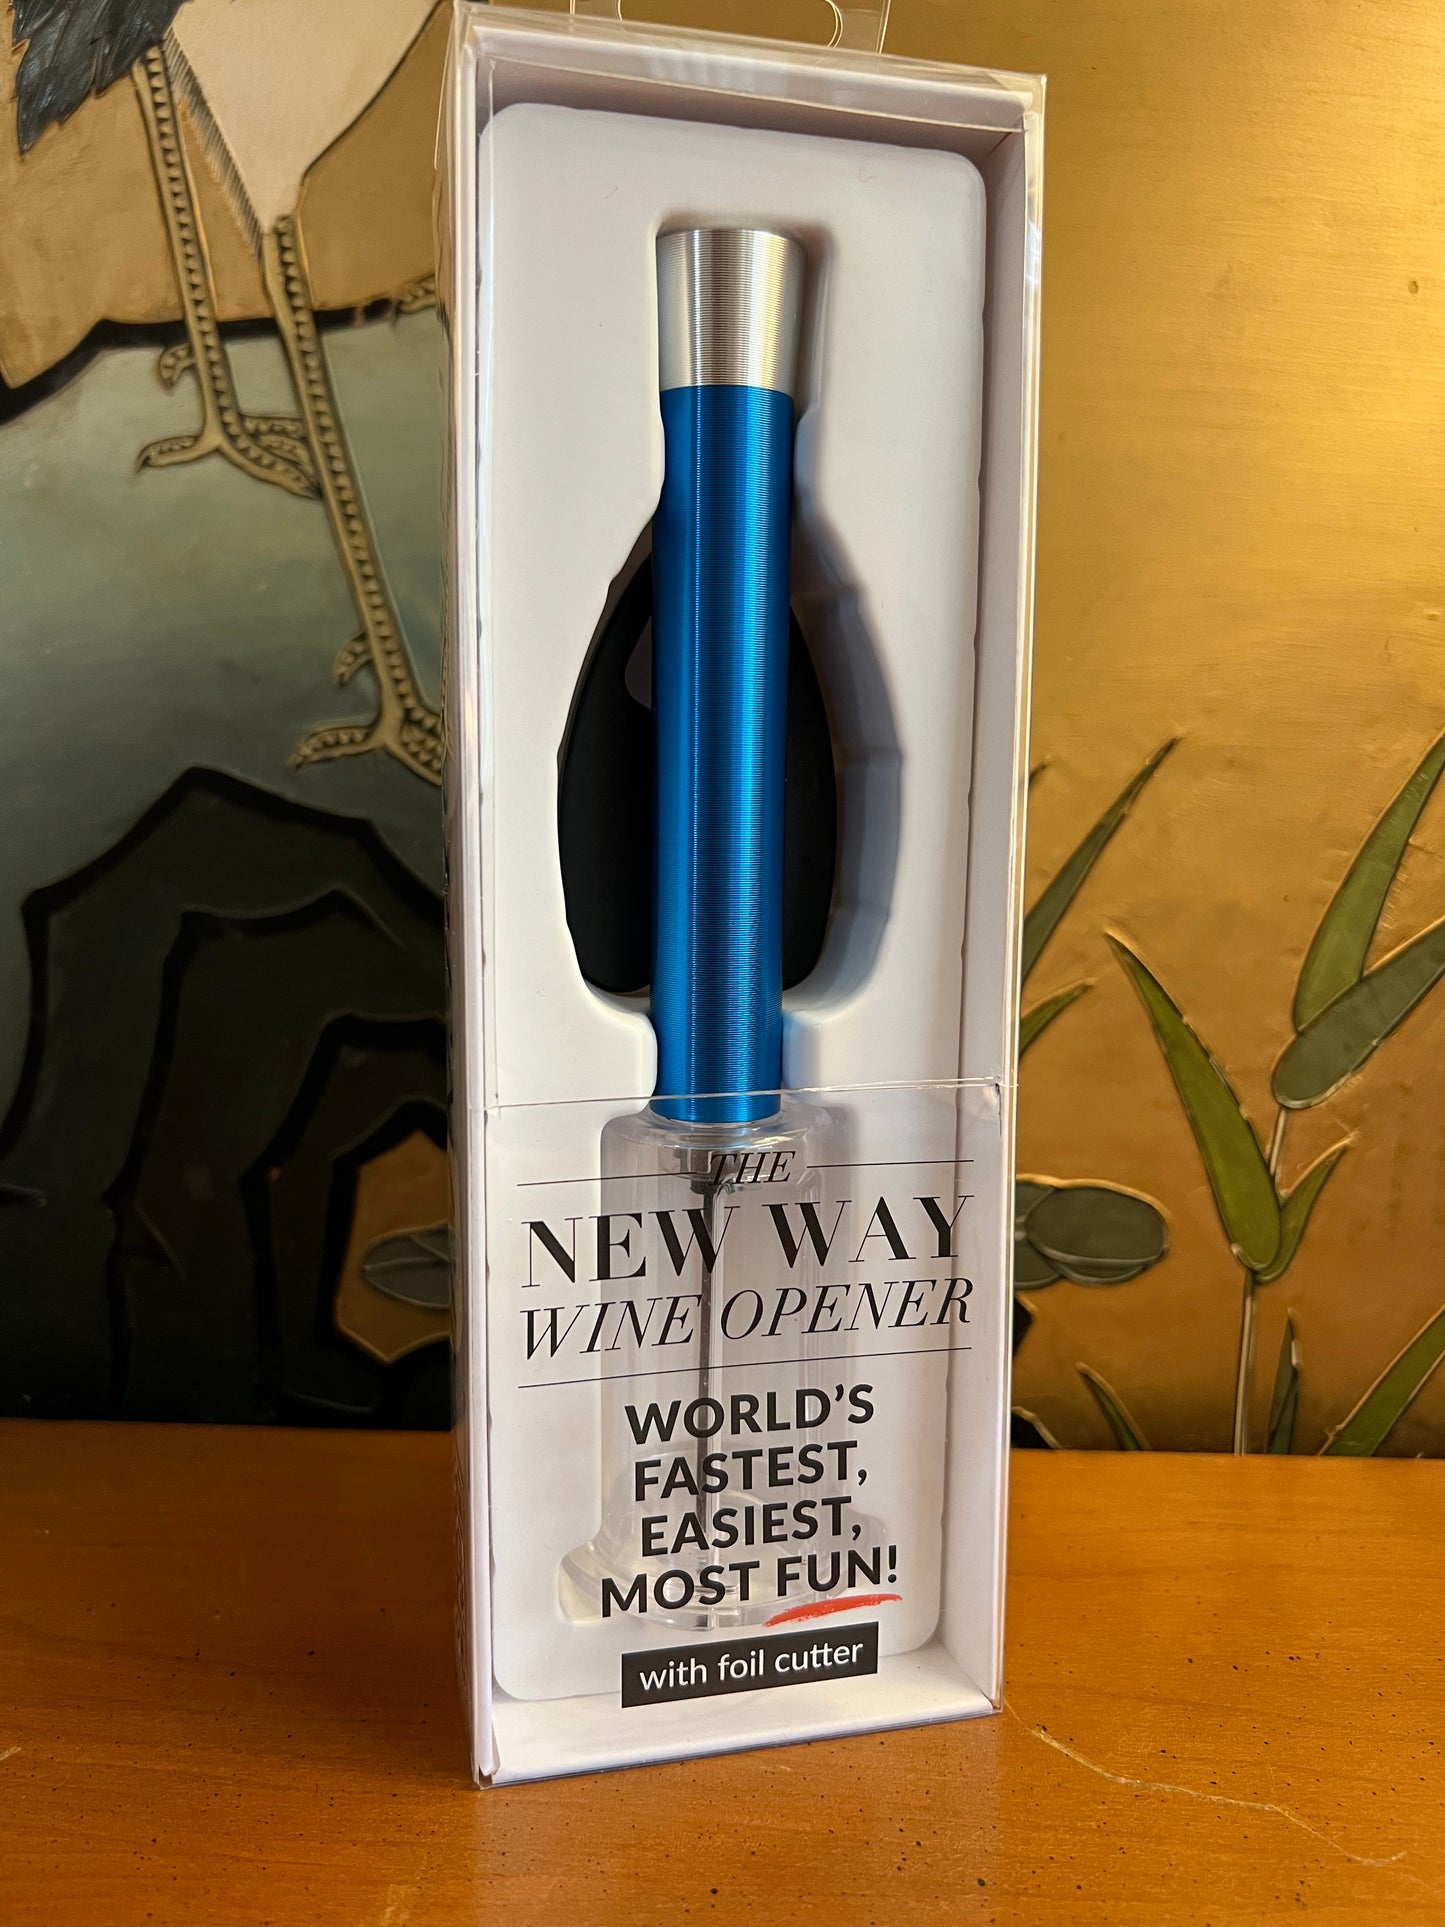 THE
NEW WAY
WINE OPENER
WORLD'S
FASTEST,
EASIEST,
MOST FUN!
with foil cutter